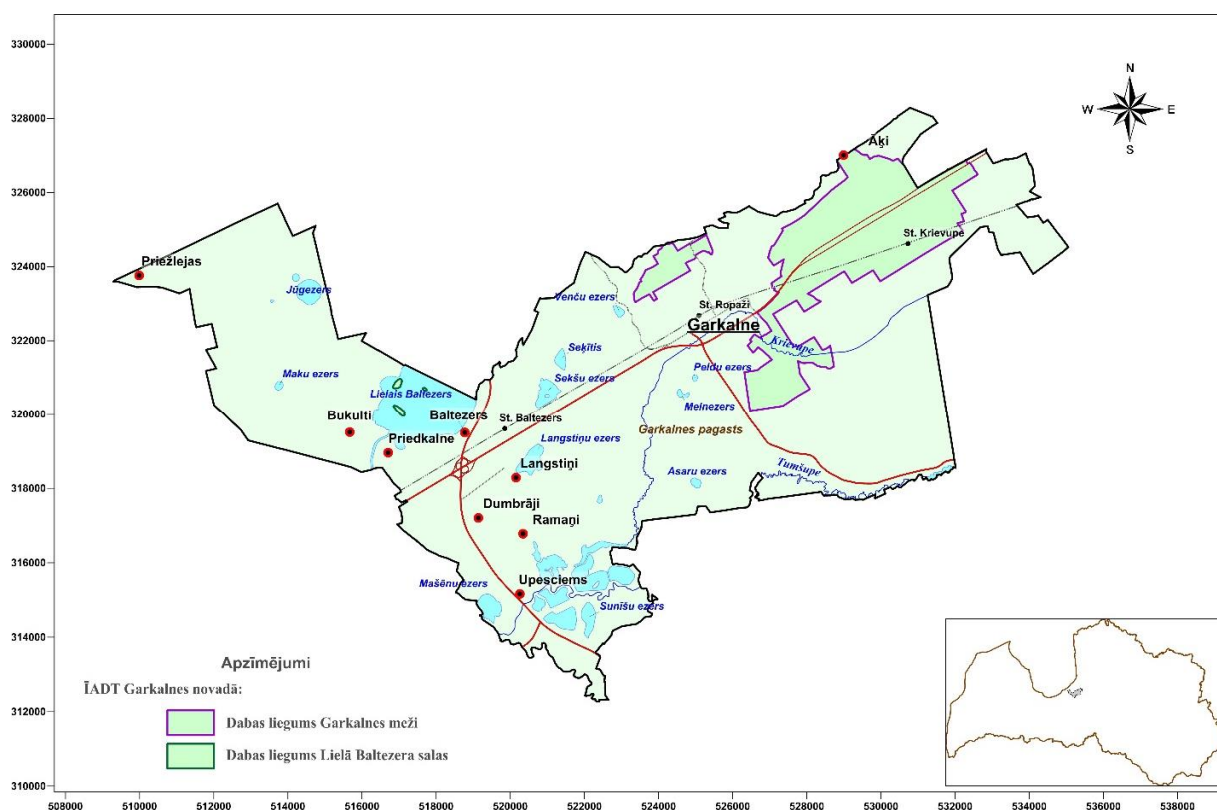 330000
328000
326000
324000
322000
320000
318000
316000
314000
312000
310000
508000
510000
512000
514000
516000
518000
520000
522000
524000
526000
528000
530000
532000
534000
536000
538000
N
W
E
S
Āķi
St. Krievupe
Priežlejas
Jūgezers
Venču ezers
St. Ropaži
Garkalne
Krievupe
Seķītis
Maku ezers
Lielais Baltezers
Sekšu ezers
Peldu ezers
Melnezers
Bukulti
Baltezers
St. Baltezers
Priedkalne
Langstiņu ezers
Garkalnes pagasts
Langstiņi
Asaru ezers
Tumšupe
Dumbrāji
Ramaņi
Mašēnu ezers
Upesciems
Sunīšu ezers
Apzīmējumi
ĪADT Garkalnes novadā:
Dabas liegums Garkalnes meži
Dabas liegums Lielā Baltezera salas